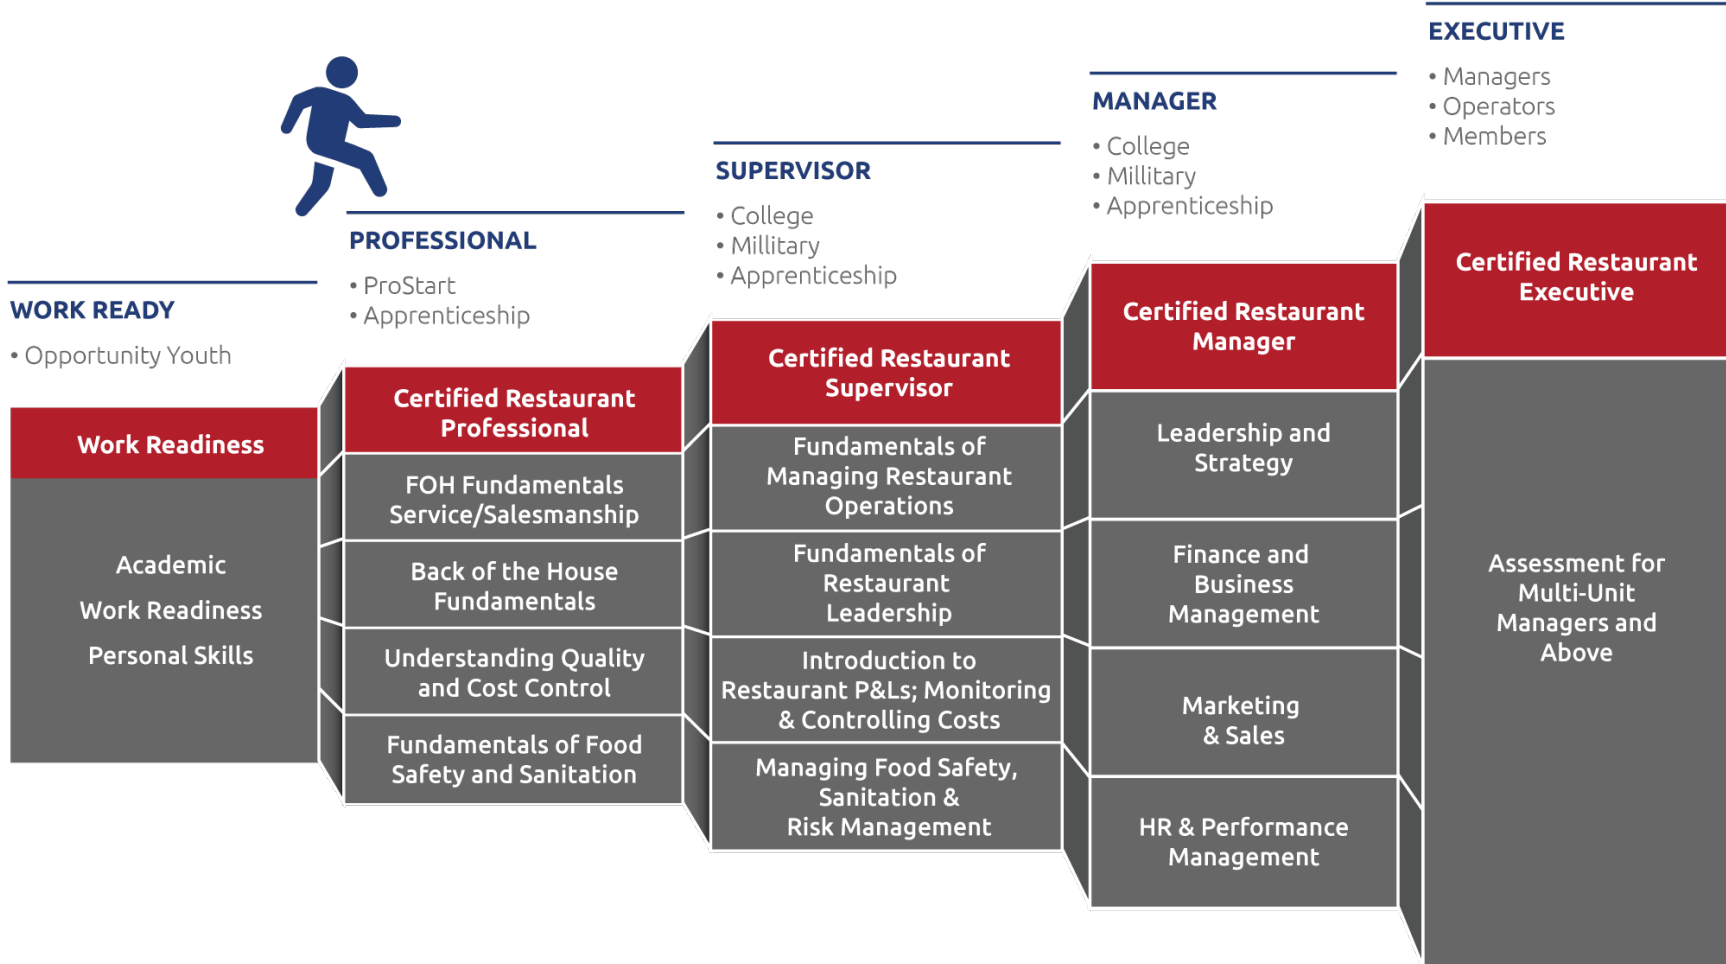 WORK READY
• Opportunity Youth
Work Readiness
Academic
Work Readiness
Personal Skills
PROFESSIONAL
• ProStart
• Apprenticeship
Certified Restaurant
Professional
FOH Fundamentals
Service/Salesmanship
Back of the House
Fundamentals
Understanding Quality
and Cost Control
Fundamentals of Food
Safety and Sanitation
SUPERVISOR
• College
• Millitary
• Apprenticeship
Certified Restaurant
Supervisor
Fundamentals of
Managing Restaurant
Operations
Fundamentals of
Restaurant
Leadership
Introduction to
Restaurant P&Ls; Monitoring
& Controlling Costs
Managing Food Safety,
Sanitation &
Risk Management
MANAGER
• College
• Millitary
• Apprenticeship
Certified Restaurant
Manager
Leadership and
Strategy
Finance and
Business
Management
Marketing
& Sales
HR & Performance
Management
EXECUTIVE
• Managers
• Operators
• Members
Certified Restaurant
Executive
Assessment for
Multi-Unit
Managers and
Above